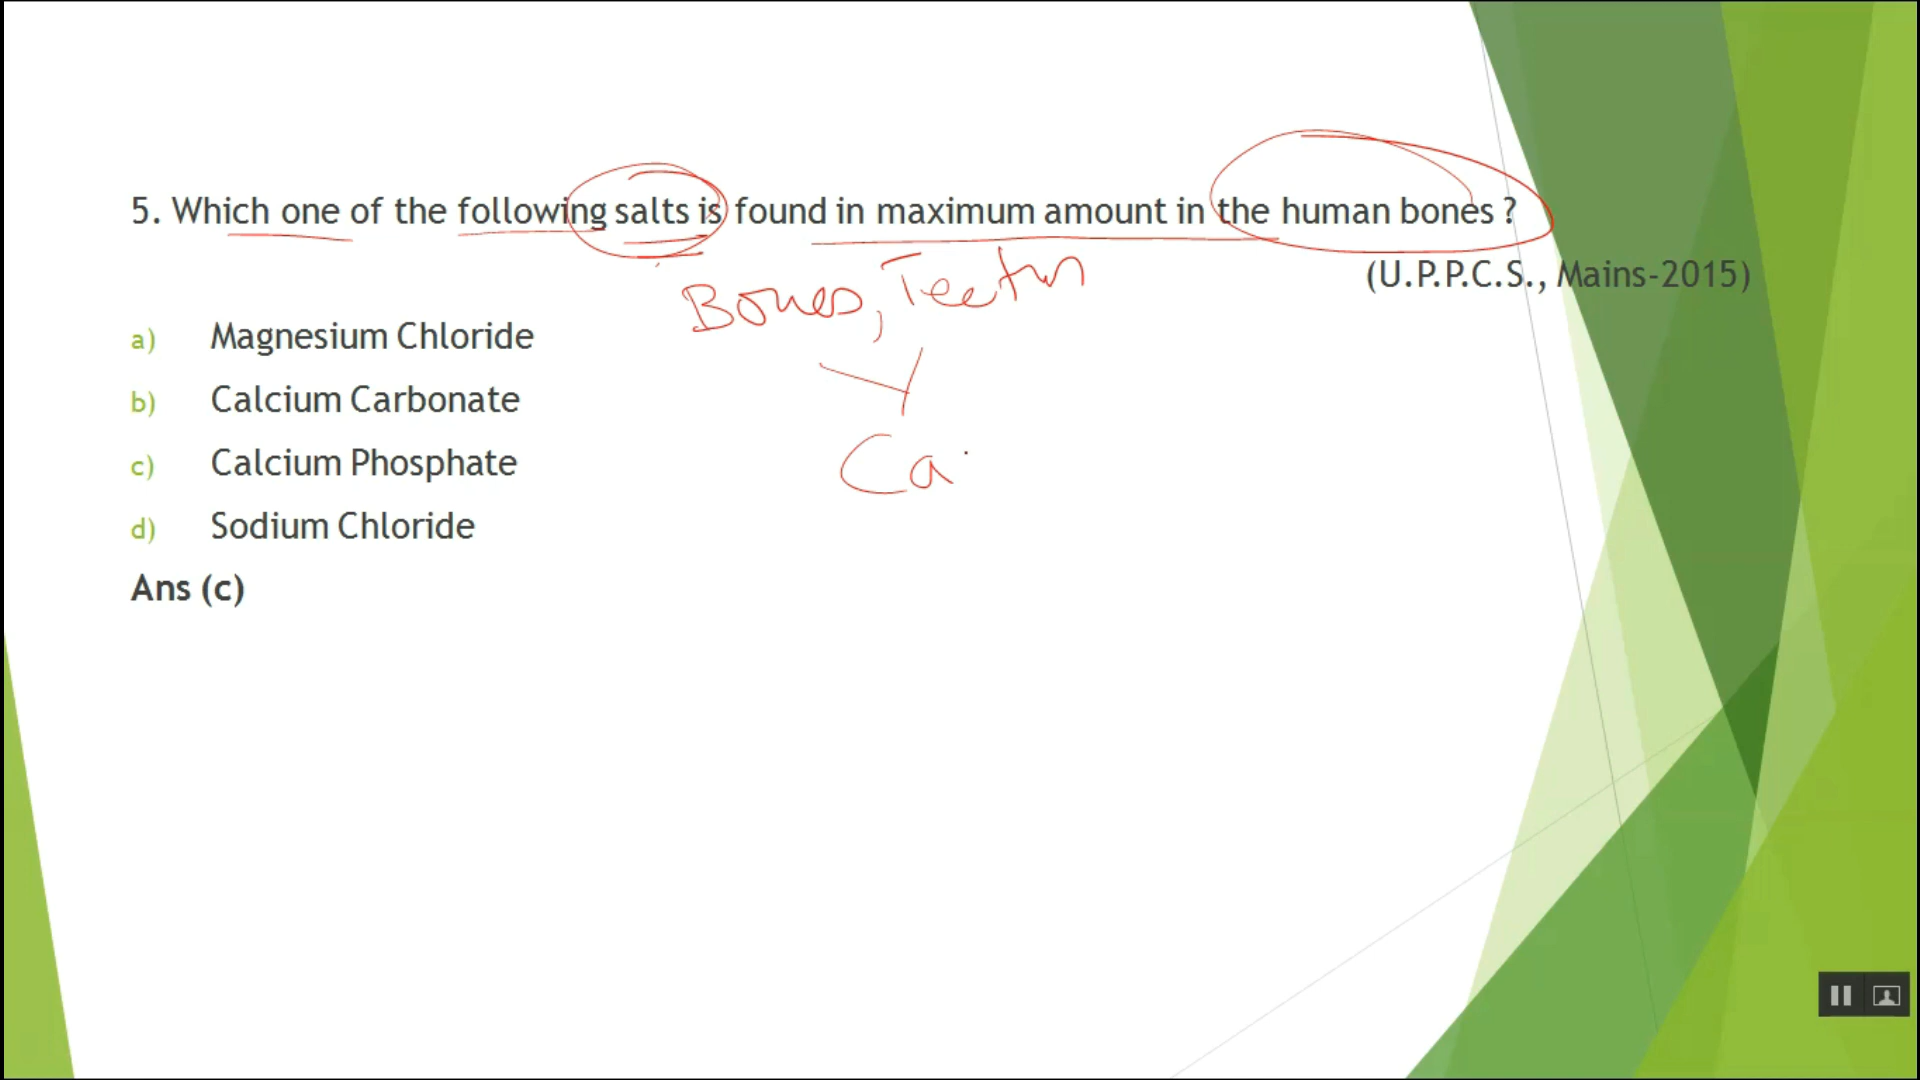 5. Which one of the following salts is found in maximum amount in the human bones ?
(U.P.P.C.S., Mains-2015)
Bones, Teeth
a) Magnesium Chloride
b) Calcium Carbonate
Ca
c) Calcium Phosphate
d) Sodium Chloride
Ans (c)